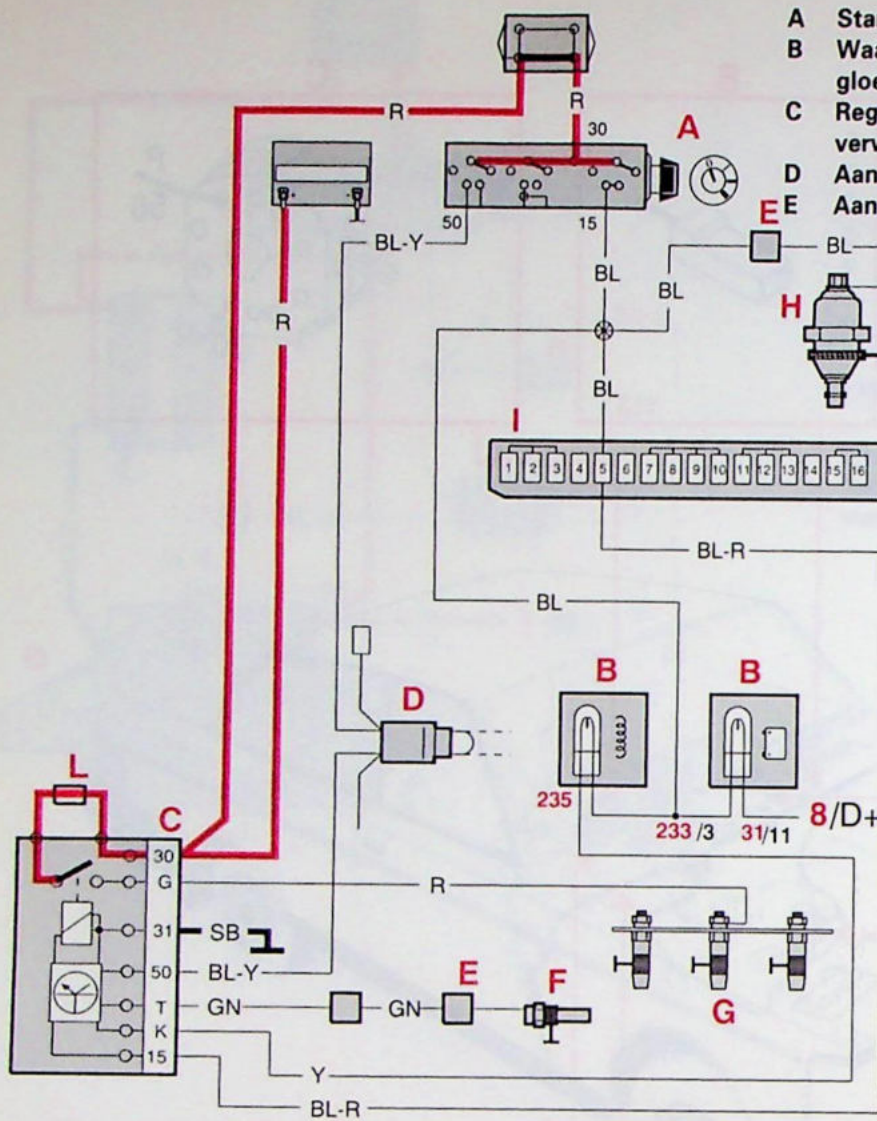 A Sta
B Waa
gloe
C Reg
verv
D Aan
E Aan
R
R
30
A
50
15
BL-Y
E
BL
BL
BL
H
R
BL
I
1 2 3 4 5 6 7 8 9 10 11 12 13 14 15 16
BL-R
BL
B
B
D
235
233/3
31/11
8/D+
L
C
30
G
R
31
SB
50
BL-Y
E
F
T
GN
GN
G
K
15
Y
BL-R